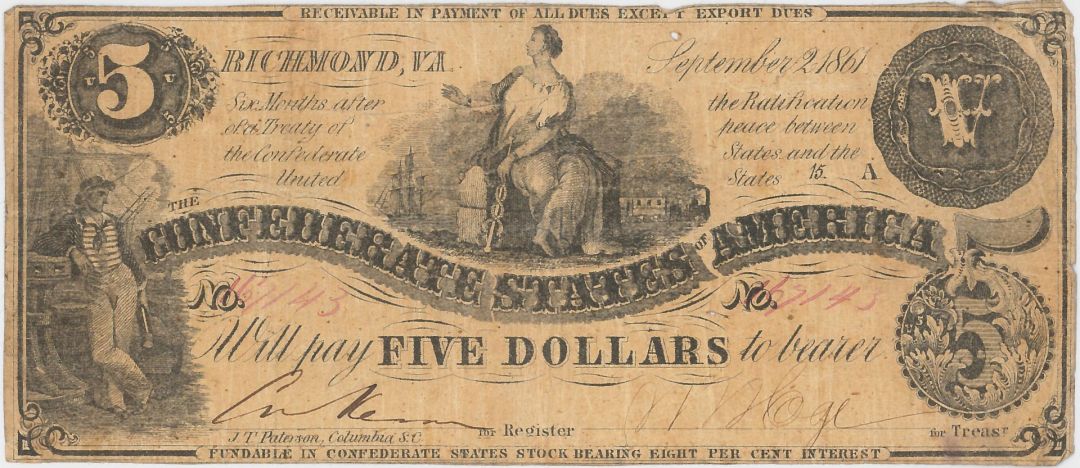 RECEIVABLE IN PAYMENT OF ALL DUES EXCEPT EXPORT DUES
5
RICHMOND, VA.
September 2, 1861
V
U U
Six Months after the Ratification
of a Treaty of peace between
the Confederate States and the
United States 15. A
THE
CONFEDERATE STATES OF AMERICA
No. No.
5
Will pay FIVE DOLLARS to bearer
J. T. Paterson, Columbia S.C.
for Register
for Treasr
FUNDABLE IN CONFEDERATE STATES STOCK BEARING EIGHT PER CENT INTEREST